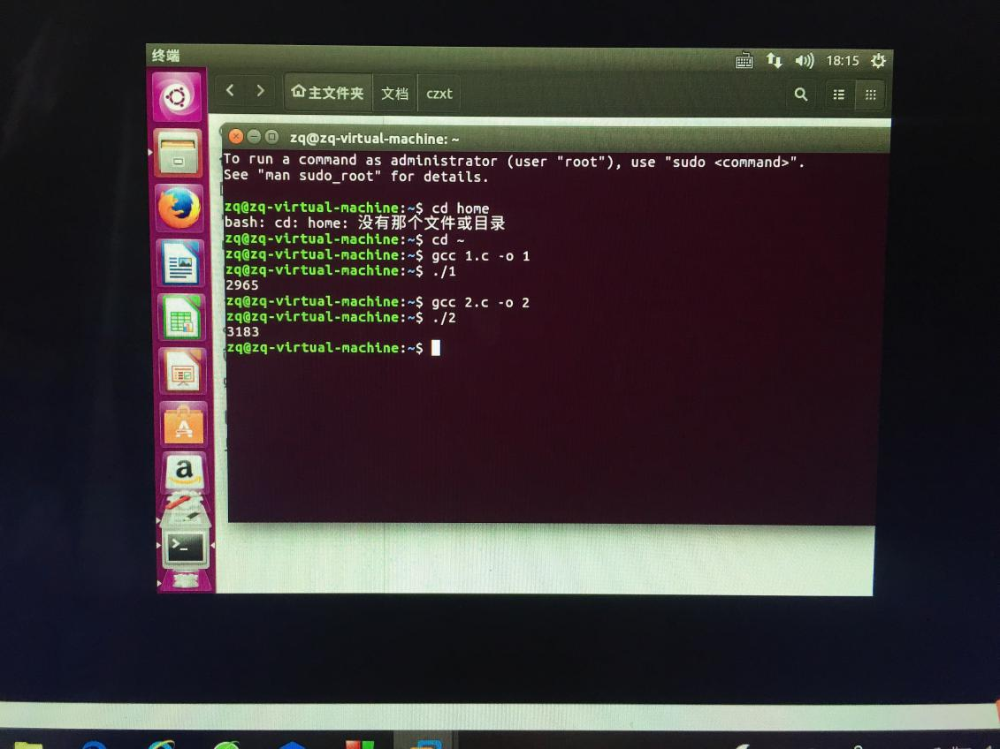 终端
18:15
主文件夹 文档 czxt
zq@zq-virtual-machine: ~
To run a command as administrator (user "root"), use "sudo <command>".
See "man sudo_root" for details.
zq@zq-virtual-machine:~$ cd home
bash: cd: home: 没有那个文件或目录
zq@zq-virtual-machine:~$ cd ~
zq@zq-virtual-machine:~$ gcc 1.c -o 1
zq@zq-virtual-machine:~$ ./1
2965
zq@zq-virtual-machine:~$ gcc 2.c -o 2
zq@zq-virtual-machine:~$ ./2
3183
zq@zq-virtual-machine:~$